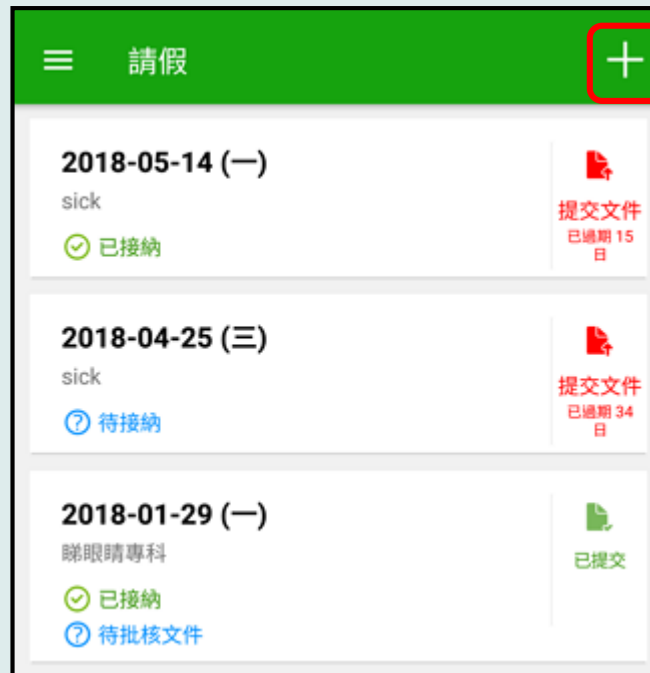 請假
2018-05-14 (一)
sick
已接納
提交文件
已過期 15
日
2018-04-25 (三)
sick
待接納
提交文件
已過期 34
日
2018-01-29 (一)
睇眼睛專科
已接納
待批核文件
已提交